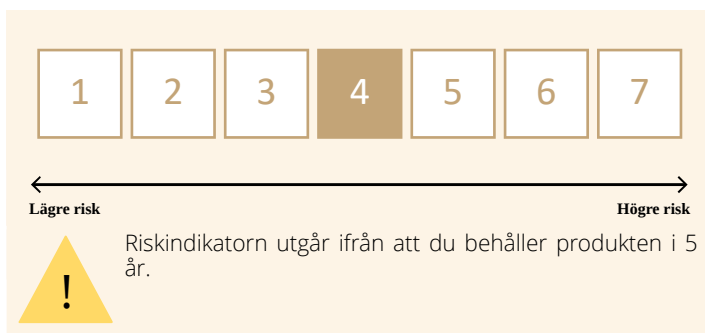 1 2 3 4 5 6 7
Lägre risk Högre risk
Riskindikatorn utgår ifrån att du behåller produkten i 5
år.
!